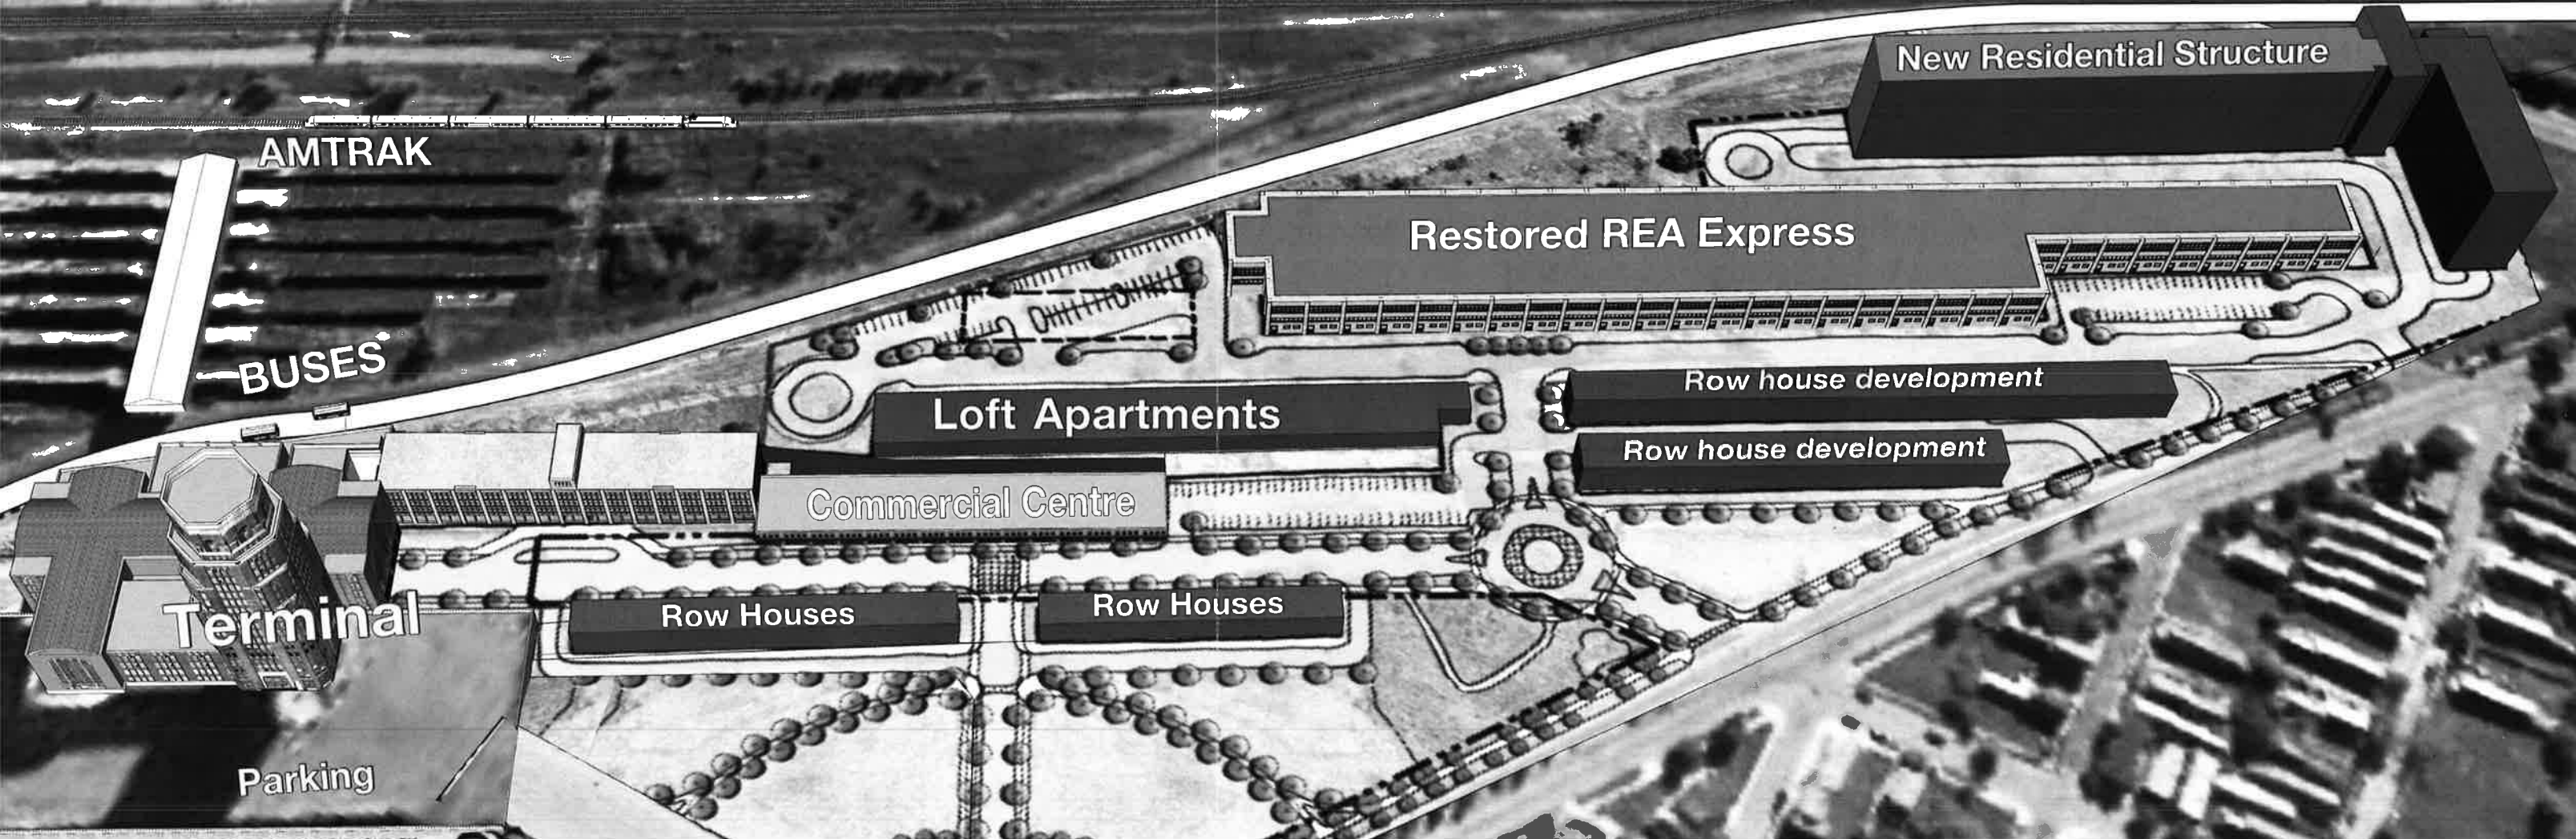 New Residential Structure
AMTRAK
Restored REA Express
BUSES
Row house development
Loft Apartments
Row house development
Commercial Centre
Terminal
Row Houses
Row Houses
Parking